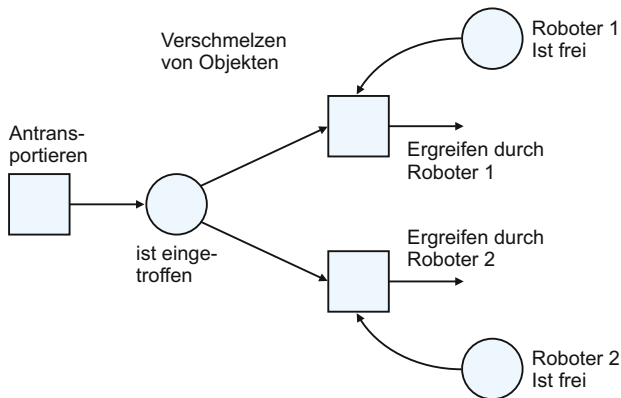 Verschmelzen
von Objekten
Roboter 1
Ist frei
Antrans-
portieren
Ergreifen durch
Roboter 1
ist einge-
troffen
Ergreifen durch
Roboter 2
Roboter 2
Ist frei